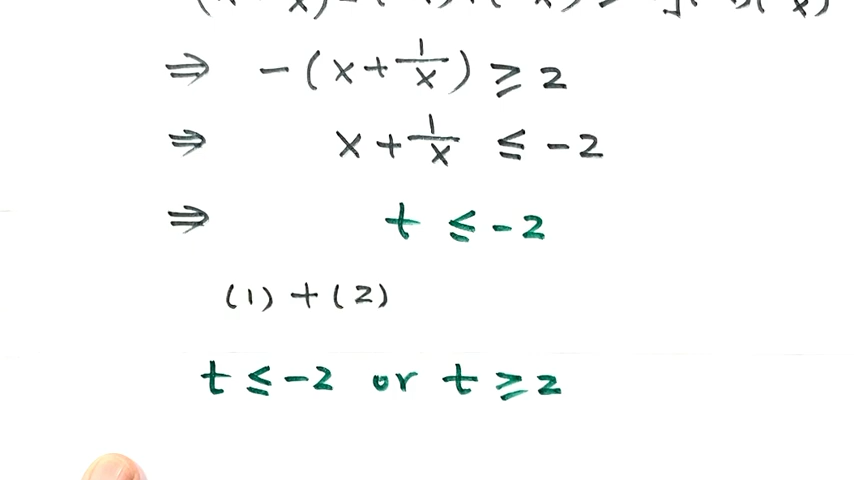 ⇒ -(x+1/x) ≥ 2
⇒ x+1/x ≤ -2
⇒ t ≤ -2
(1)+(2)
t ≤ -2 or t ≥ 2